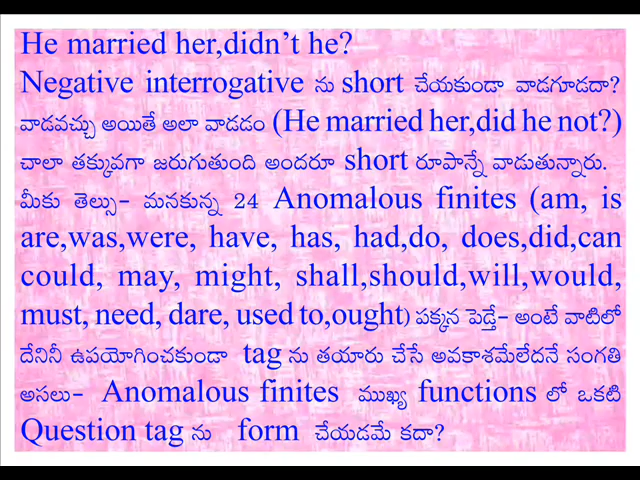 He married her,didn’t he?
Negative interrogative ను short చేయకుండా వాడగూడదా?
వాడవచ్చు అయితే అలా వాడడం (He married her,did he not?)
చాలా తక్కువగా జరుగుతుంది అందరూ short రూపాన్నే వాడుతున్నారు.
మీకు తెల్సు- మనకున్న 24 Anomalous finites (am, is
are,was,were, have, has, had,do, does,did,can
could, may, might, shall,should,will,would,
must, need, dare, used to,ought) పక్కన పెడ్తే- అంటే వాటిలో
దేనినీ ఉపయోగించకుండా tag ను తయారు చేసే అవకాశమేలేదనే సంగతి
అసలు- Anomalous finites ముఖ్య functions లో ఒకటి
Question tag ను form చేయడమే కదా?